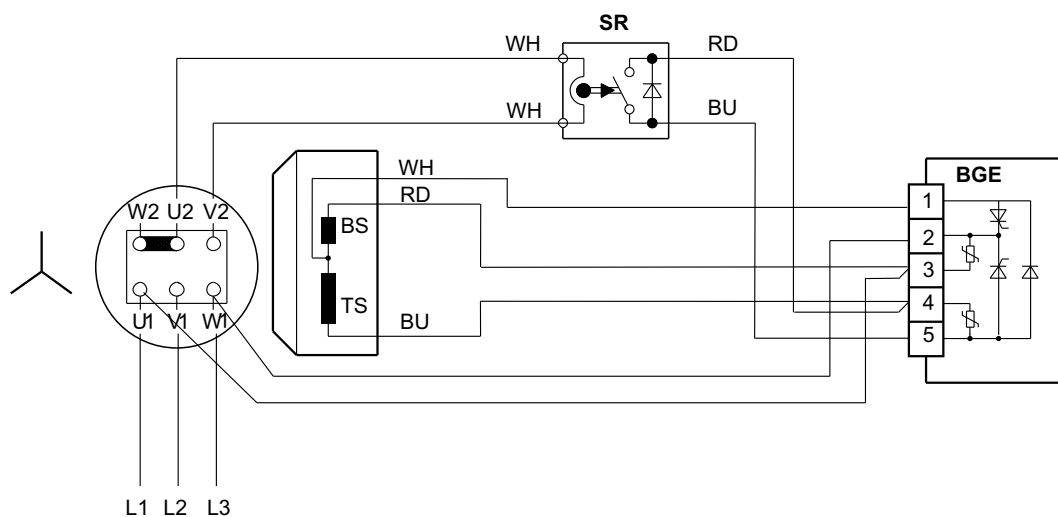 SR
WH
RD
WH
BU
WH
RD
BS
TS
BU
W2 U2 V2
U1 V1 W1
L1 L2 L3
BGE
1
2
3
4
5